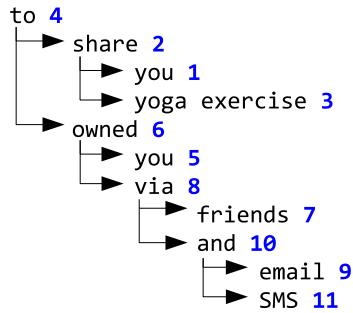 to 4
share 2
you 1
yoga exercise 3
owned 6
you 5
via 8
friends 7
and 10
email 9
SMS 11